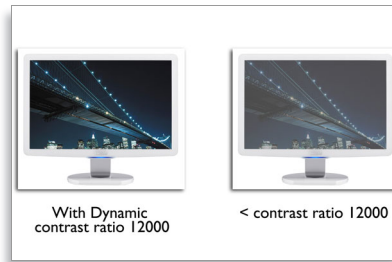 With Dynamic
contrast ratio 12000
< contrast ratio 12000